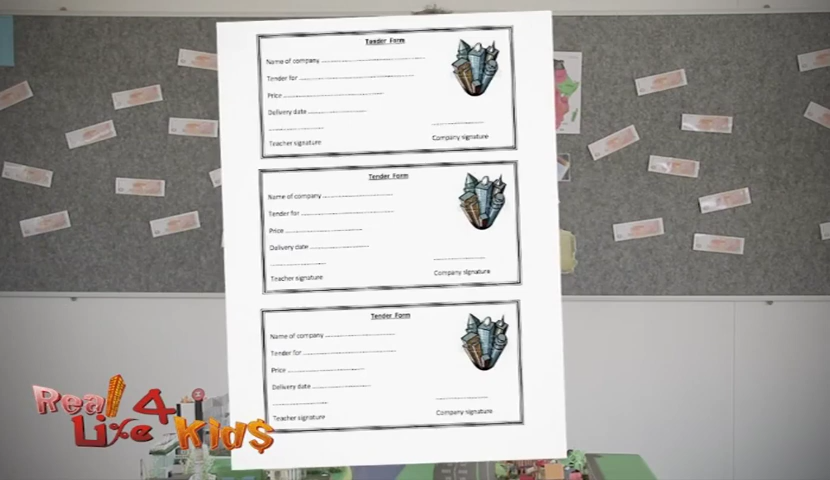 Tender Form
Name of company ..............................
Tender for ..............................
Price ..............................
Delivery date ..............................
..............................
Teacher signature Company signature
Tender Form
Name of company ..............................
Tender for ..............................
Price ..............................
Delivery date ..............................
..............................
Teacher signature Company signature
Tender Form
Name of company ..............................
Tender for ..............................
Price ..............................
Delivery date ..............................
..............................
Teacher signature Company signature
Real 4
Li%e Kid$